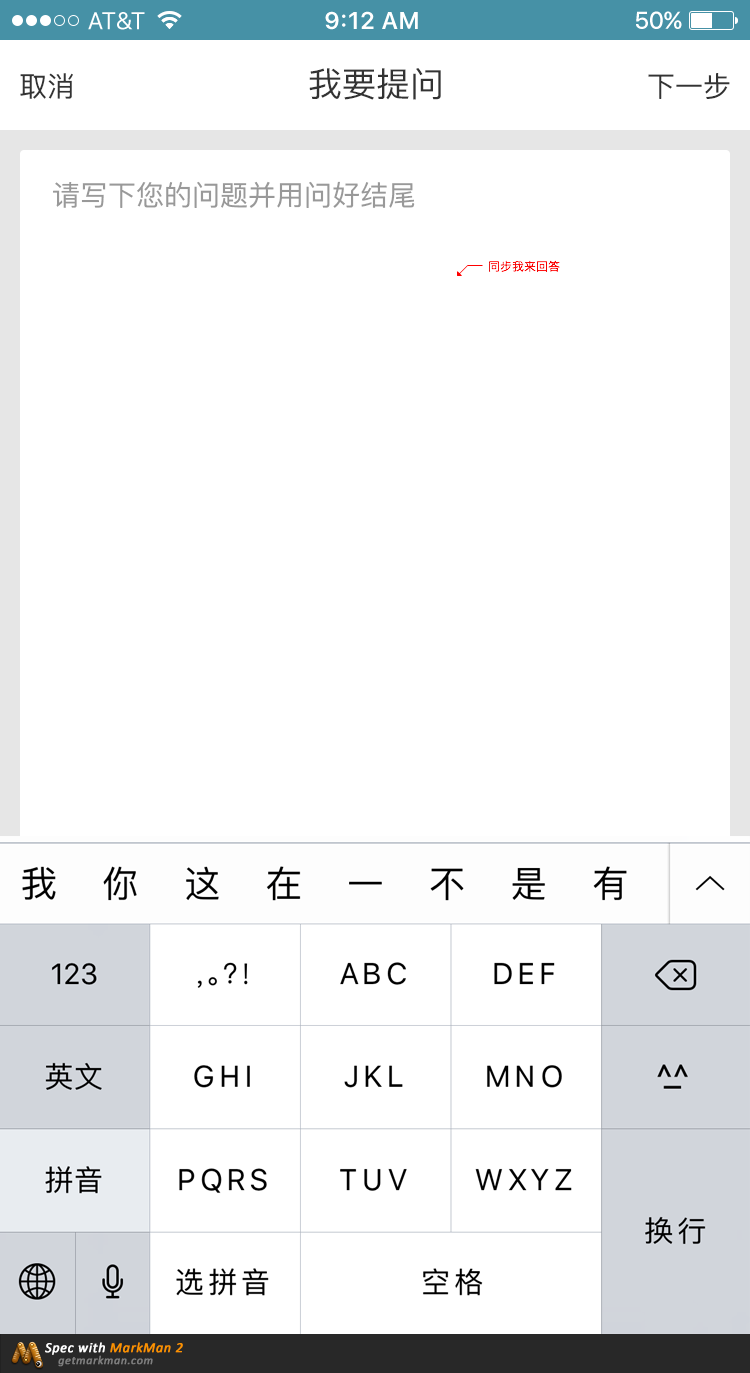 AT&T 9:12 AM 50%
取消 我要提问 下一步
请写下您的问题并用问好结尾
同步我来回答
我 你 这 在 一 不 是 有
123 ,。?! ABC DEF
英文 GHI JKL MNO ^^
拼音 PQRS TUV WXYZ
换行
选拼音 空格
Spec with MarkMan 2
getmarkman.com